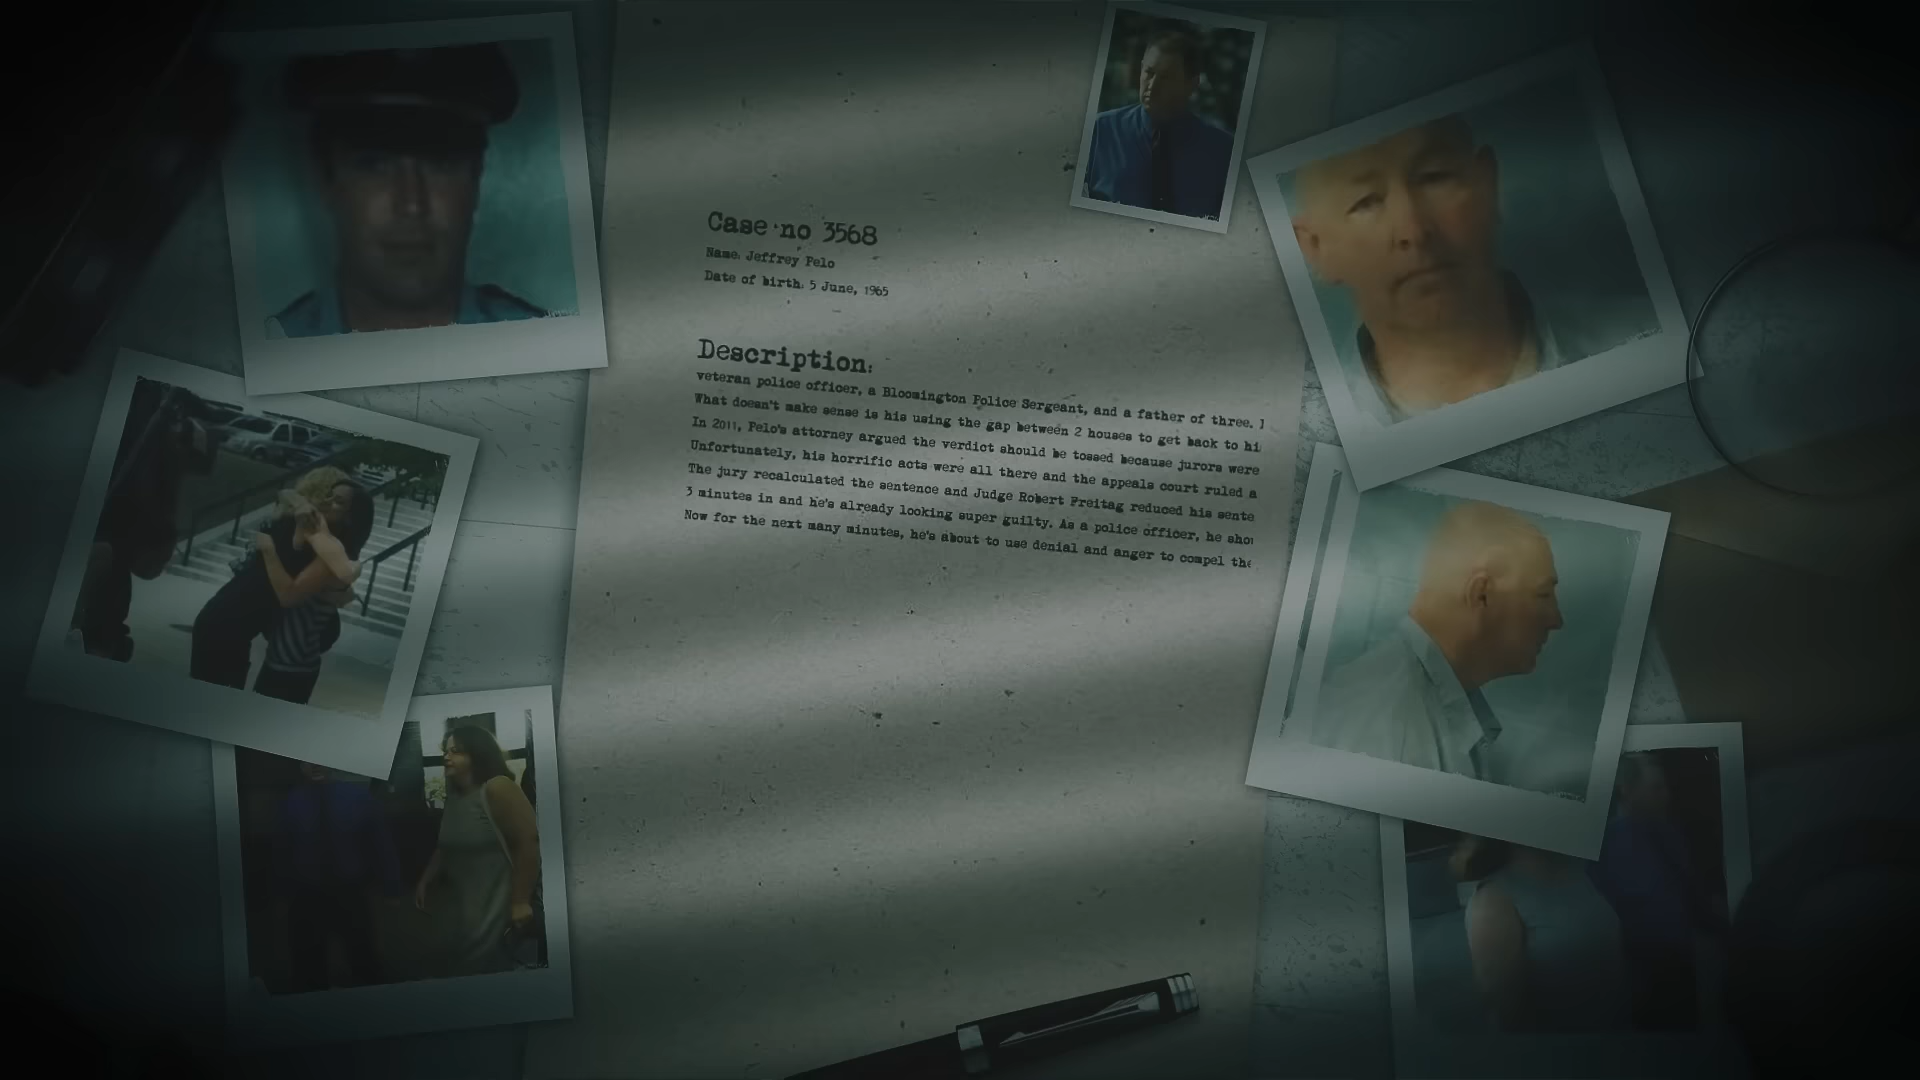 Case no 3568
Name: Jeffrey Pelo
Date of birth: 5 June, 1965
Description:
veteran police officer, a Bloomington Police Sergeant, and a father of three.
What doesn't make sense is his using the gap between 2 houses to get back to hi
In 2011, Pelo's attorney argued the verdict should be tossed because jurors were
Unfortunately, his horrific acts were all there and the appeals court ruled a
The jury recalculated the sentence and Judge Robert Freitag reduced his sente
3 minutes in and he's already looking super guilty. As a police officer, he shou
Now for the next many minutes, he's about to use denial and anger to compel the